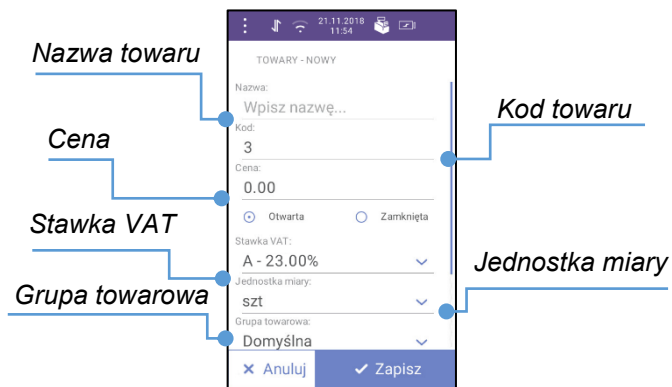 21.11.2018
11:54
TOWARY - NOWY
Nazwa towaru
Nazwa:
Wpisz nazwę...
Kod towaru
Kod:
3
Cena
Cena:
0.00
Otwarta
Zamknięta
Stawka VAT
Stawka VAT:
A - 23.00%
Jednostka miary
Jednostka miary:
szt
Grupa towarowa
Grupa towarowa:
Domyślna
Anuluj
Zapisz